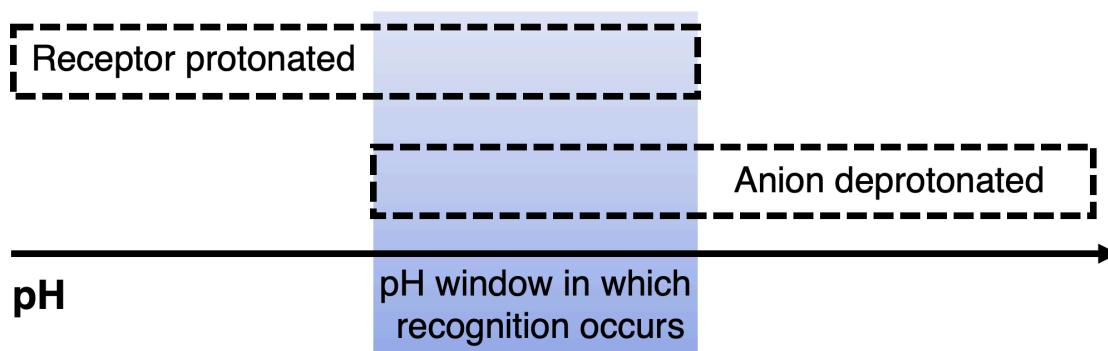 Receptor protonated
Anion deprotonated
pH
pH window in which
recognition occurs